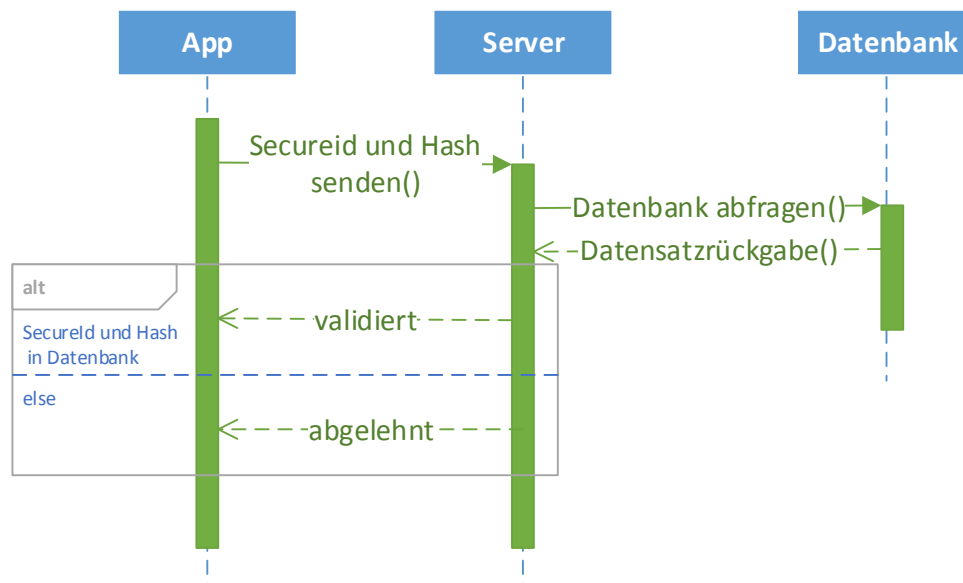 App
Server
Datenbank
Secureid und Hash
senden()
Datenbank abfragen()
Datensatzrückgabe()
alt
validiert
SecureId und Hash
in Datenbank
else
abgelehnt